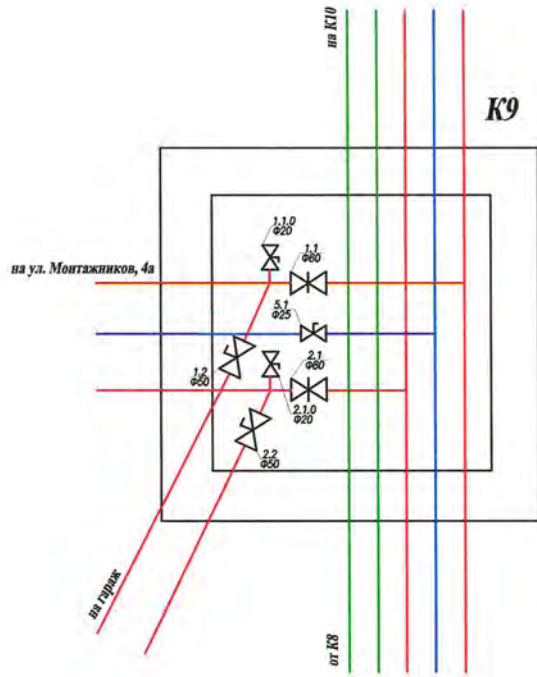 на К10
К9
1.1.0
Ф20
1.1
Ф80
на ул. Монтажников, 4а
5.1
Ф25
1.2
Ф50
2.1
Ф80
2.1.0
Ф20
2.2
Ф50
на гараж
от К8